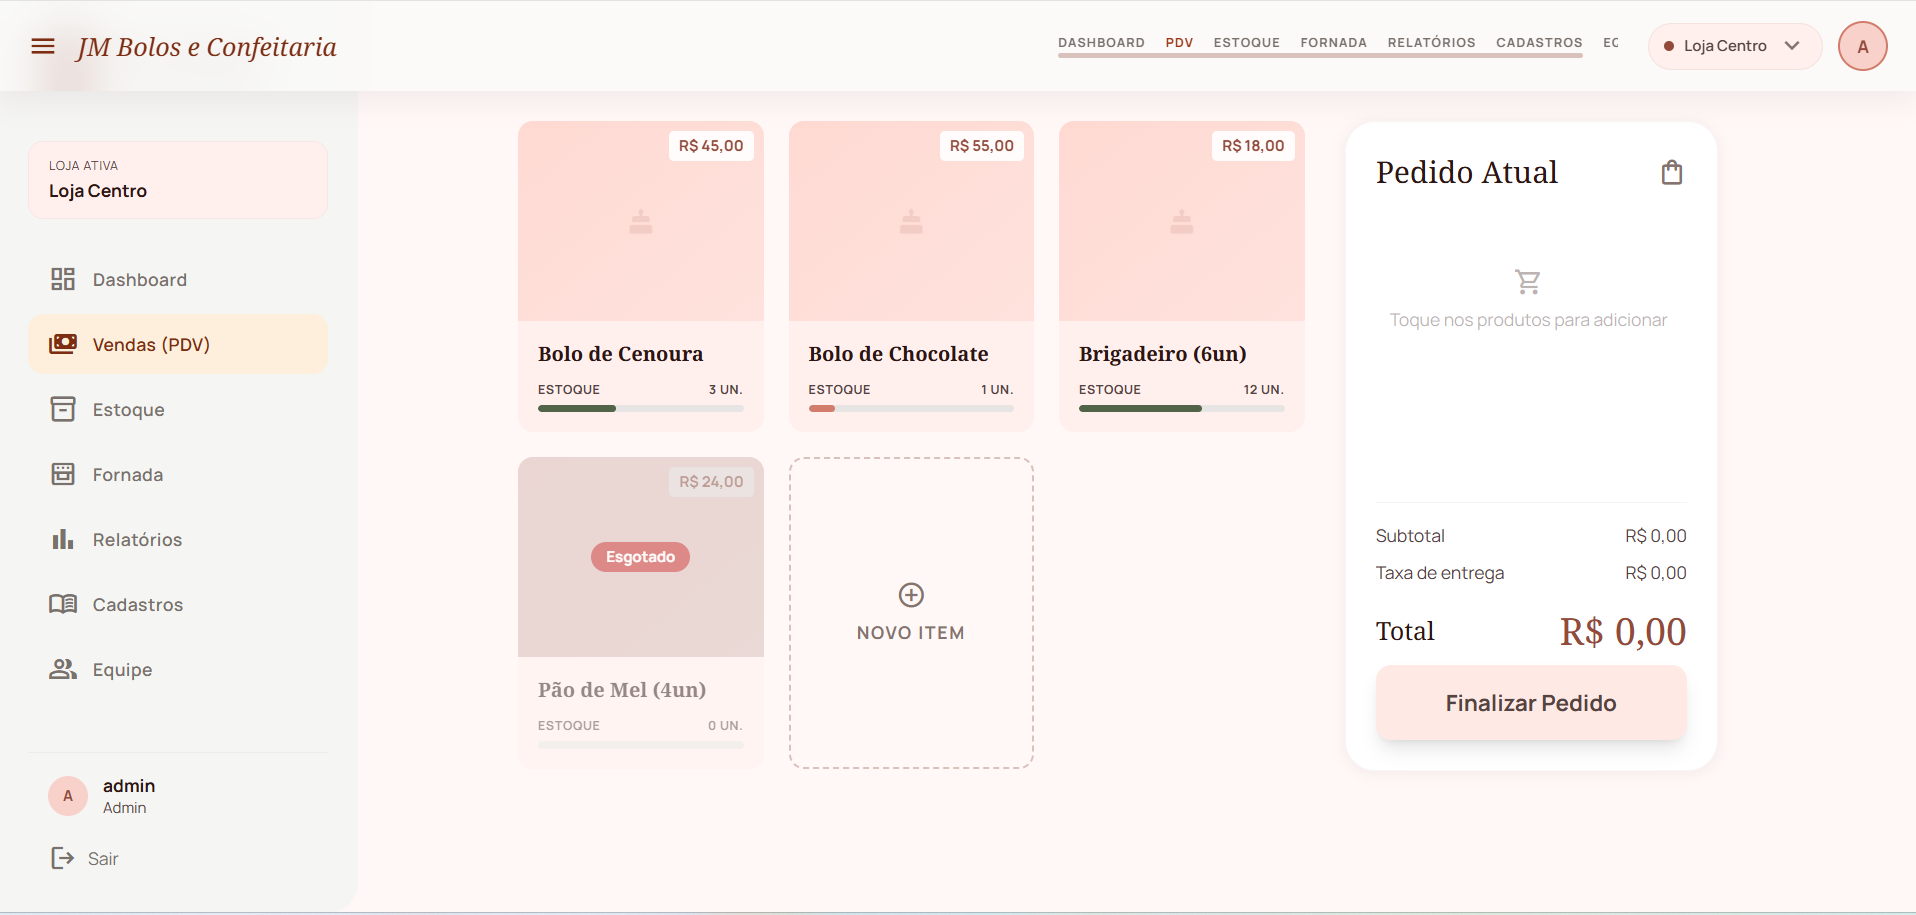 JM Bolos e Confeitaria
DASHBOARD PDV ESTOQUE FORNADA RELATÓRIOS CADASTROS
Loja Centro
A
LOJA ATIVA
Loja Centro
Dashboard
Vendas (PDV)
Estoque
Fornada
Relatórios
Cadastros
Equipe
A
admin
Admin
Sair
R$ 45,00
Bolo de Cenoura
ESTOQUE 3 UN.
R$ 55,00
Bolo de Chocolate
ESTOQUE 1 UN.
R$ 18,00
Brigadeiro (6un)
ESTOQUE 12 UN.
R$ 24,00
Esgotado
Pão de Mel (4un)
ESTOQUE 0 UN.
NOVO ITEM
Pedido Atual
Toque nos produtos para adicionar
Subtotal R$ 0,00
Taxa de entrega R$ 0,00
Total R$ 0,00
Finalizar Pedido